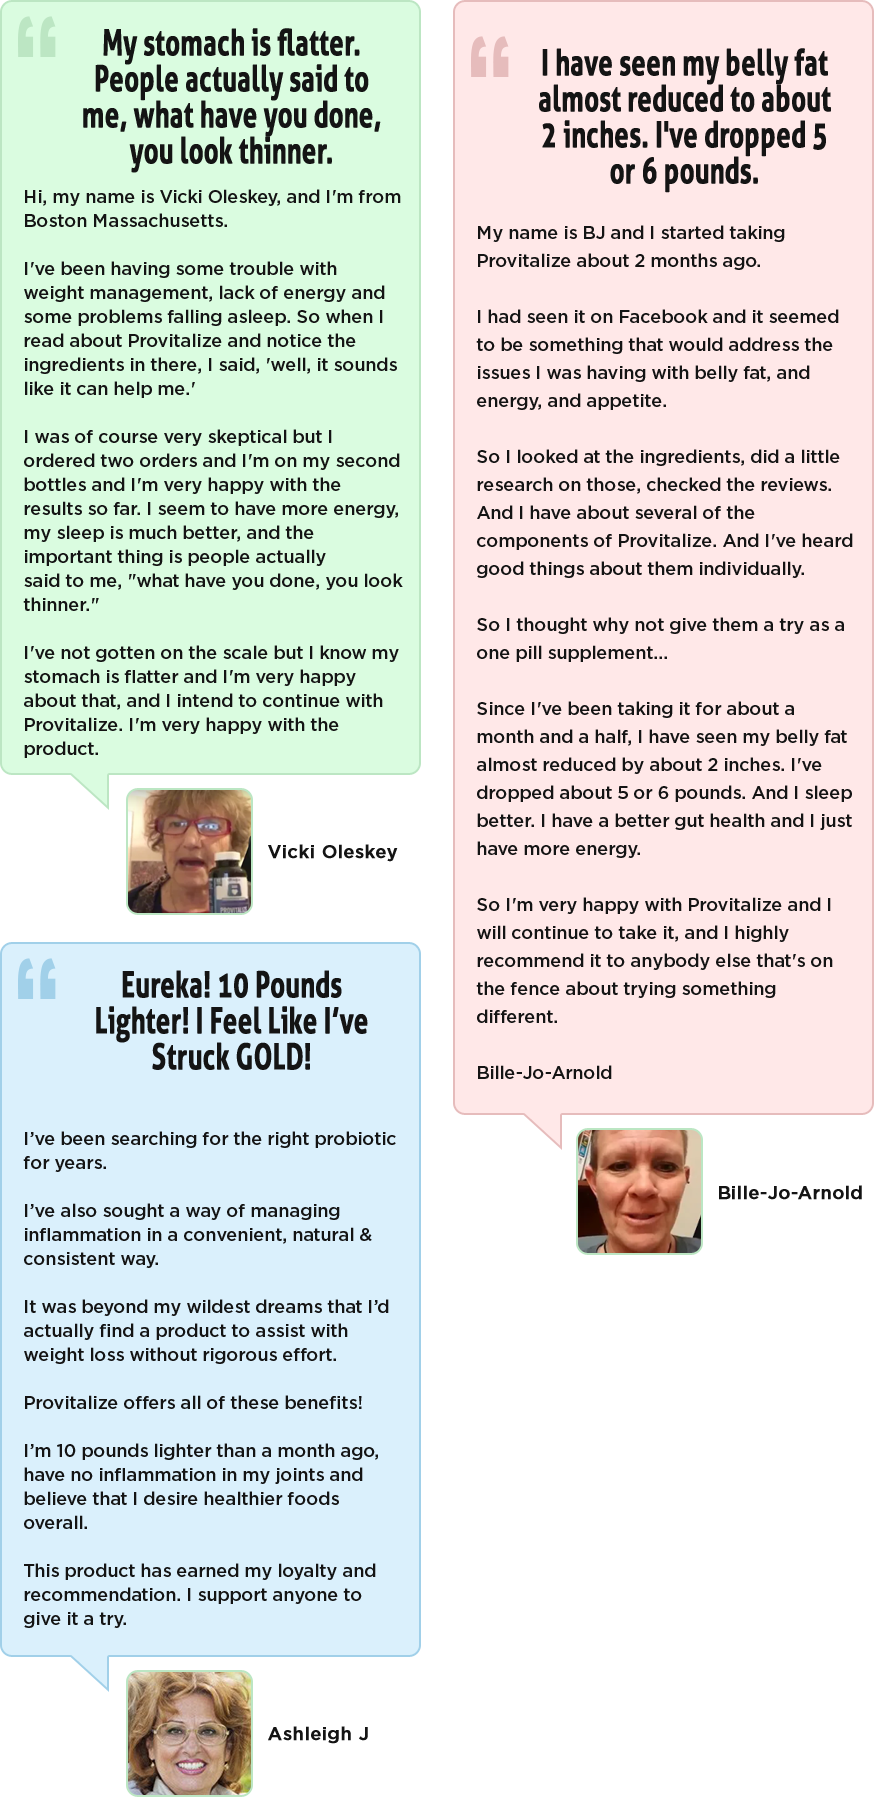 My stomach is flatter.
People actually said to
me, what have you done,
you look thinner.
Hi, my name is Vicki Oleskey, and I'm from
Boston Massachusetts.
I've been having some trouble with
weight management, lack of energy and
some problems falling asleep. So when I
read about Provitalize and notice the
ingredients in there, I said, 'well, it sounds
like it can help me.'
I was of course very skeptical but I
ordered two orders and I'm on my second
bottles and I'm very happy with the
results so far. I seem to have more energy,
my sleep is much better, and the
important thing is people actually
said to me, "what have you done, you look
thinner."
I've not gotten on the scale but I know my
stomach is flatter and I'm very happy
about that, and I intend to continue with
Provitalize. I'm very happy with the
product.
PROVITALIZE
Vicki Oleskey
Eureka! 10 Pounds
Lighter! I Feel Like I‘ve
Struck GOLD!
I’ve been searching for the right probiotic
for years.
I’ve also sought a way of managing
inflammation in a convenient, natural &
consistent way.
It was beyond my wildest dreams that I’d
actually find a product to assist with
weight loss without rigorous effort.
Provitalize offers all of these benefits!
I’m 10 pounds lighter than a month ago,
have no inflammation in my joints and
believe that I desire healthier foods
overall.
This product has earned my loyalty and
recommendation. I support anyone to
give it a try.
Ashleigh J
I have seen my belly fat
almost reduced to about
2 inches. I've dropped 5
or 6 pounds.
My name is BJ and I started taking
Provitalize about 2 months ago.
I had seen it on Facebook and it seemed
to be something that would address the
issues I was having with belly fat, and
energy, and appetite.
So I looked at the ingredients, did a little
research on those, checked the reviews.
And I have about several of the
components of Provitalize. And I've heard
good things about them individually.
So I thought why not give them a try as a
one pill supplement...
Since I've been taking it for about a
month and a half, I have seen my belly fat
almost reduced by about 2 inches. I've
dropped about 5 or 6 pounds. And I sleep
better. I have a better gut health and I just
have more energy.
So I'm very happy with Provitalize and I
will continue to take it, and I highly
recommend it to anybody else that's on
the fence about trying something
different.
Bille-Jo-Arnold
Bille-Jo-Arnold